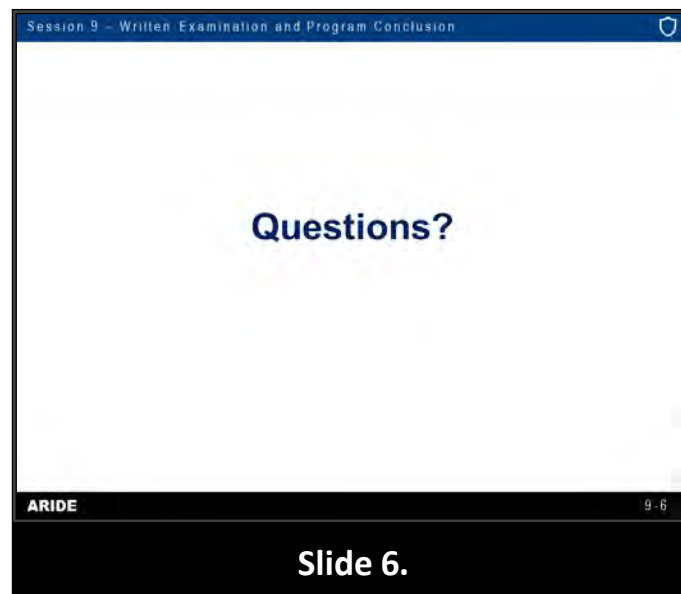 Session 9 – Written Examination and Program Conclusion
Questions?
ARIDE
9-6
Slide 6.